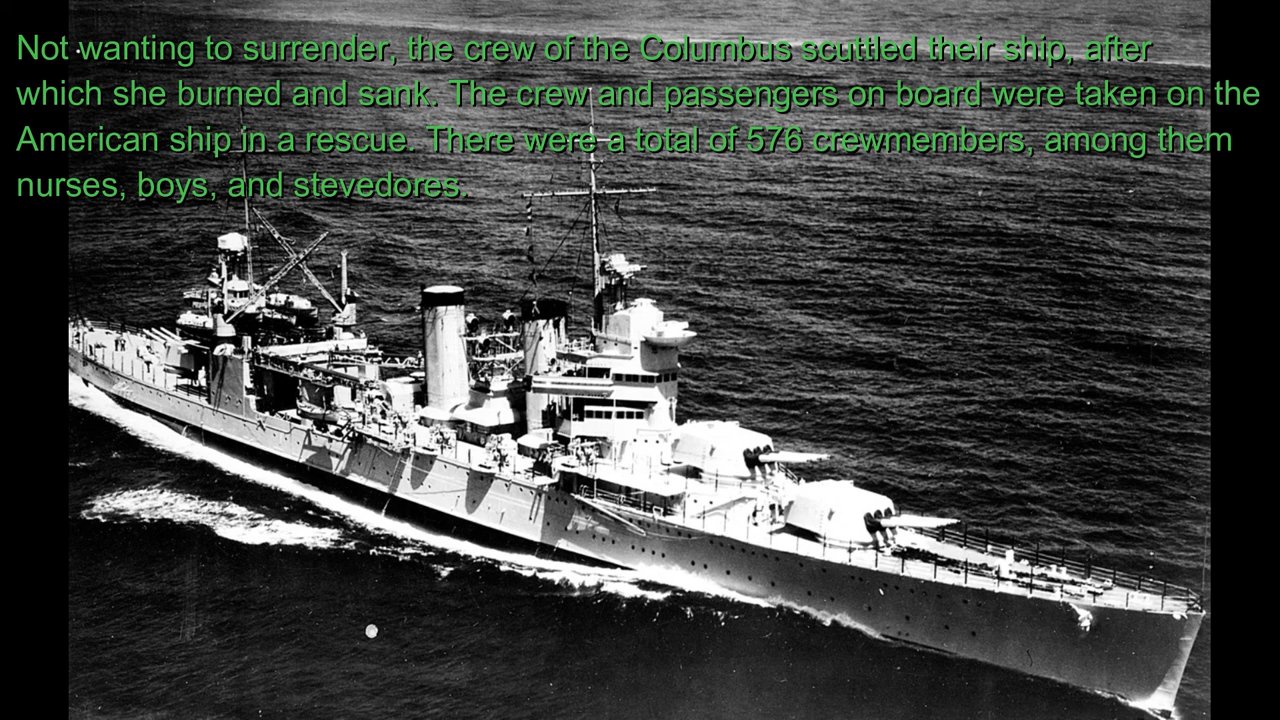 Not wanting to surrender, the crew of the Columbus scuttled their ship, after
which she burned and sank. The crew and passengers on board were taken on the
American ship in a rescue. There were a total of 576 crewmembers, among them
nurses, boys, and stevedores.